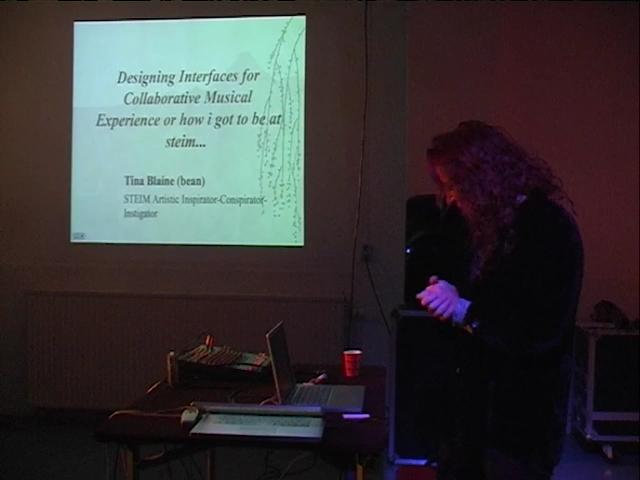 Designing Interfaces for
Collaborative Musical
Experience or how i got to be at
steim...
Tina Blaine (bean)
STEIM Artistic Inspirator-Conspirator-
Instigator